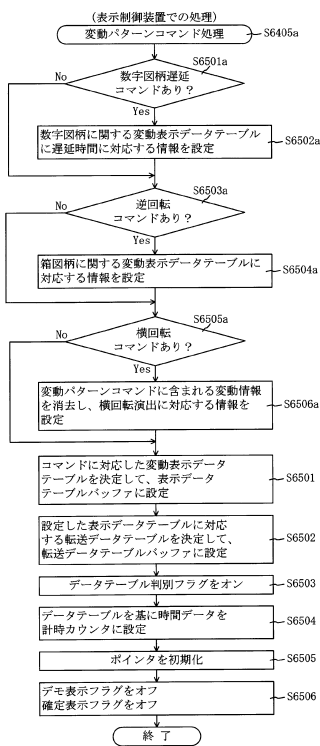 (表示制御装置での処理)
変動パターンコマンド処理
S6405a
S6501a
No
数字図柄遅延
コマンドあり?
Yes
数字図柄に関する変動表示データテーブル
に遅延時間に対応する情報を設定
S6502a
S6503a
No
逆回転
コマンドあり?
Yes
箱図柄に関する変動表示データテーブルに
対応する情報を設定
S6504a
S6505a
No
横回転
コマンドあり?
Yes
変動パターンコマンドに含まれる変動情報
を消去し、横回転演出に対応する情報を
設定
S6506a
コマンドに対応した変動表示データ
テーブルを決定して、表示データ
テーブルバッファに設定
S6501
設定した表示データテーブルに対応
する転送データテーブルを決定して、
転送データテーブルバッファに設定
S6502
データテーブル判別フラグをオン
S6503
データテーブルを基に時間データを
計時カウンタに設定
S6504
ポインタを初期化
S6505
デモ表示フラグをオフ
確定表示フラグをオフ
S6506
終 了